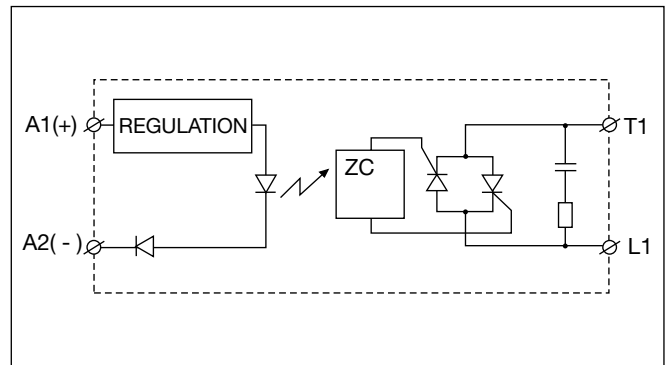 A1(+)
REGULATION
ZC
T1
A2( - )
L1